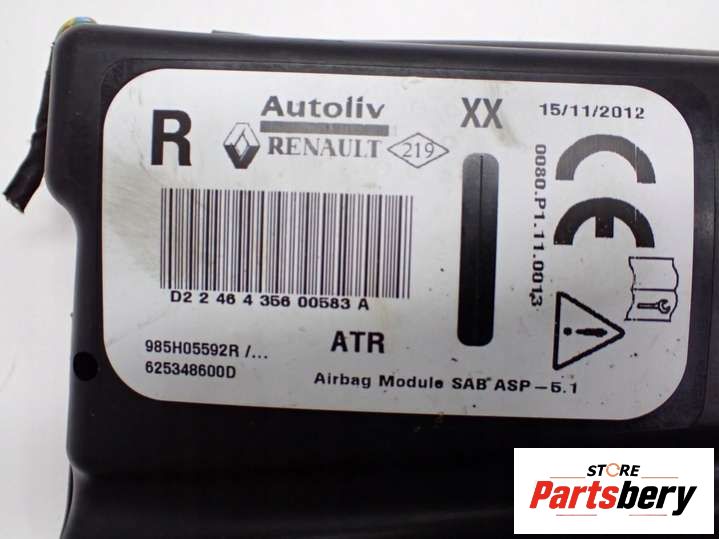 R
Autoliv
RENAULT
219
XX
15/11/2012
0080.P1.11.0013
CE
D2 2 46 4 356 00583 A
985H05592R /...
625348600D
ATR
Airbag Module SAB ASP-5.1
STORE
Partsbery